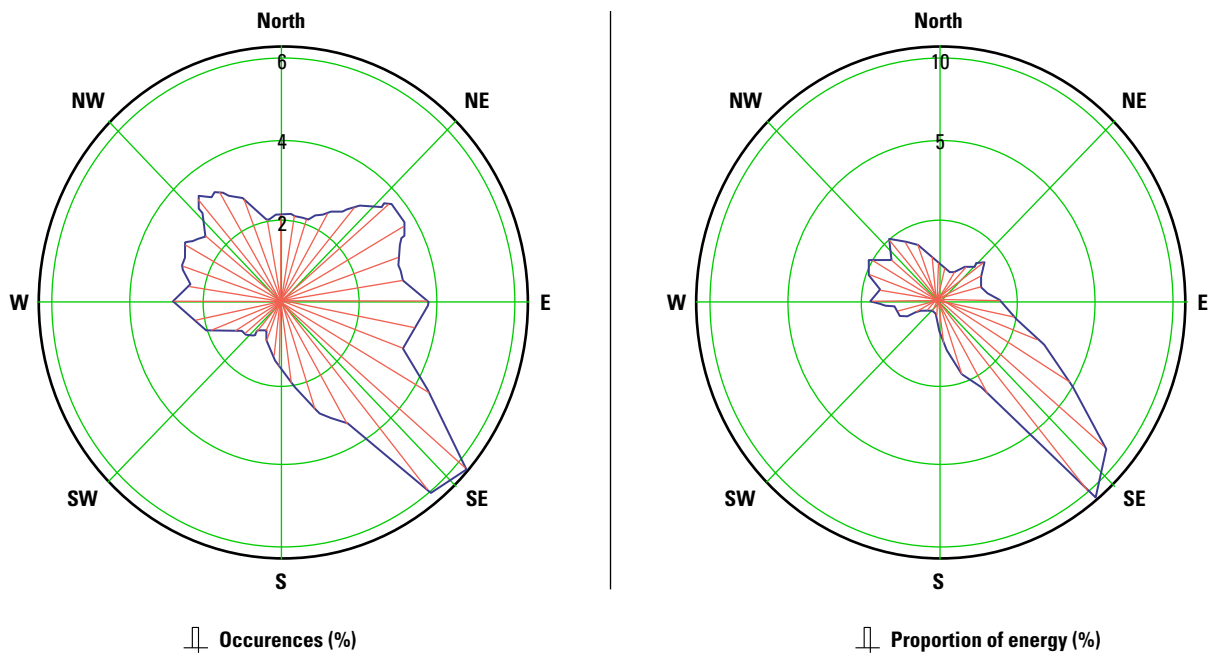 North
6
NW
NE
4
2
W
E
SW
SE
S
Occurences (%)
North
10
NW
NE
5
W
E
SW
SE
S
Proportion of energy (%)